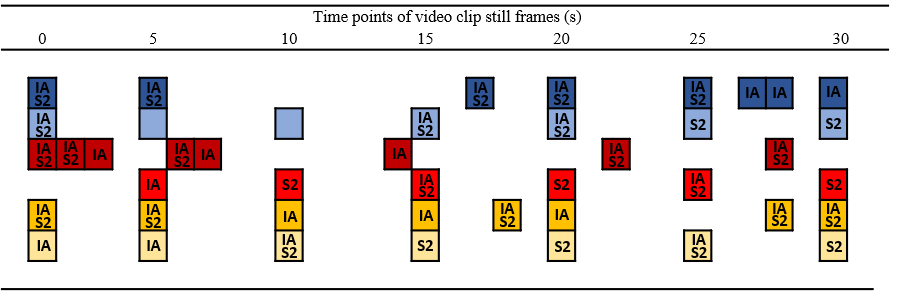 Time points of video clip still frames (s)
0 5 10 15 20 25 30
IA S2 IA S2 IA S2 IA S2 IA S2 IA IA IA
IA S2 IA S2 IA S2 S2 S2
IA S2 IA S2 IA IA S2 IA IA IA S2 IA S2
IA S2 IA S2 S2 IA S2 S2
IA S2 IA S2 IA IA IA S2 IA IA S2 IA S2
IA IA IA S2 S2 S2 IA S2 S2